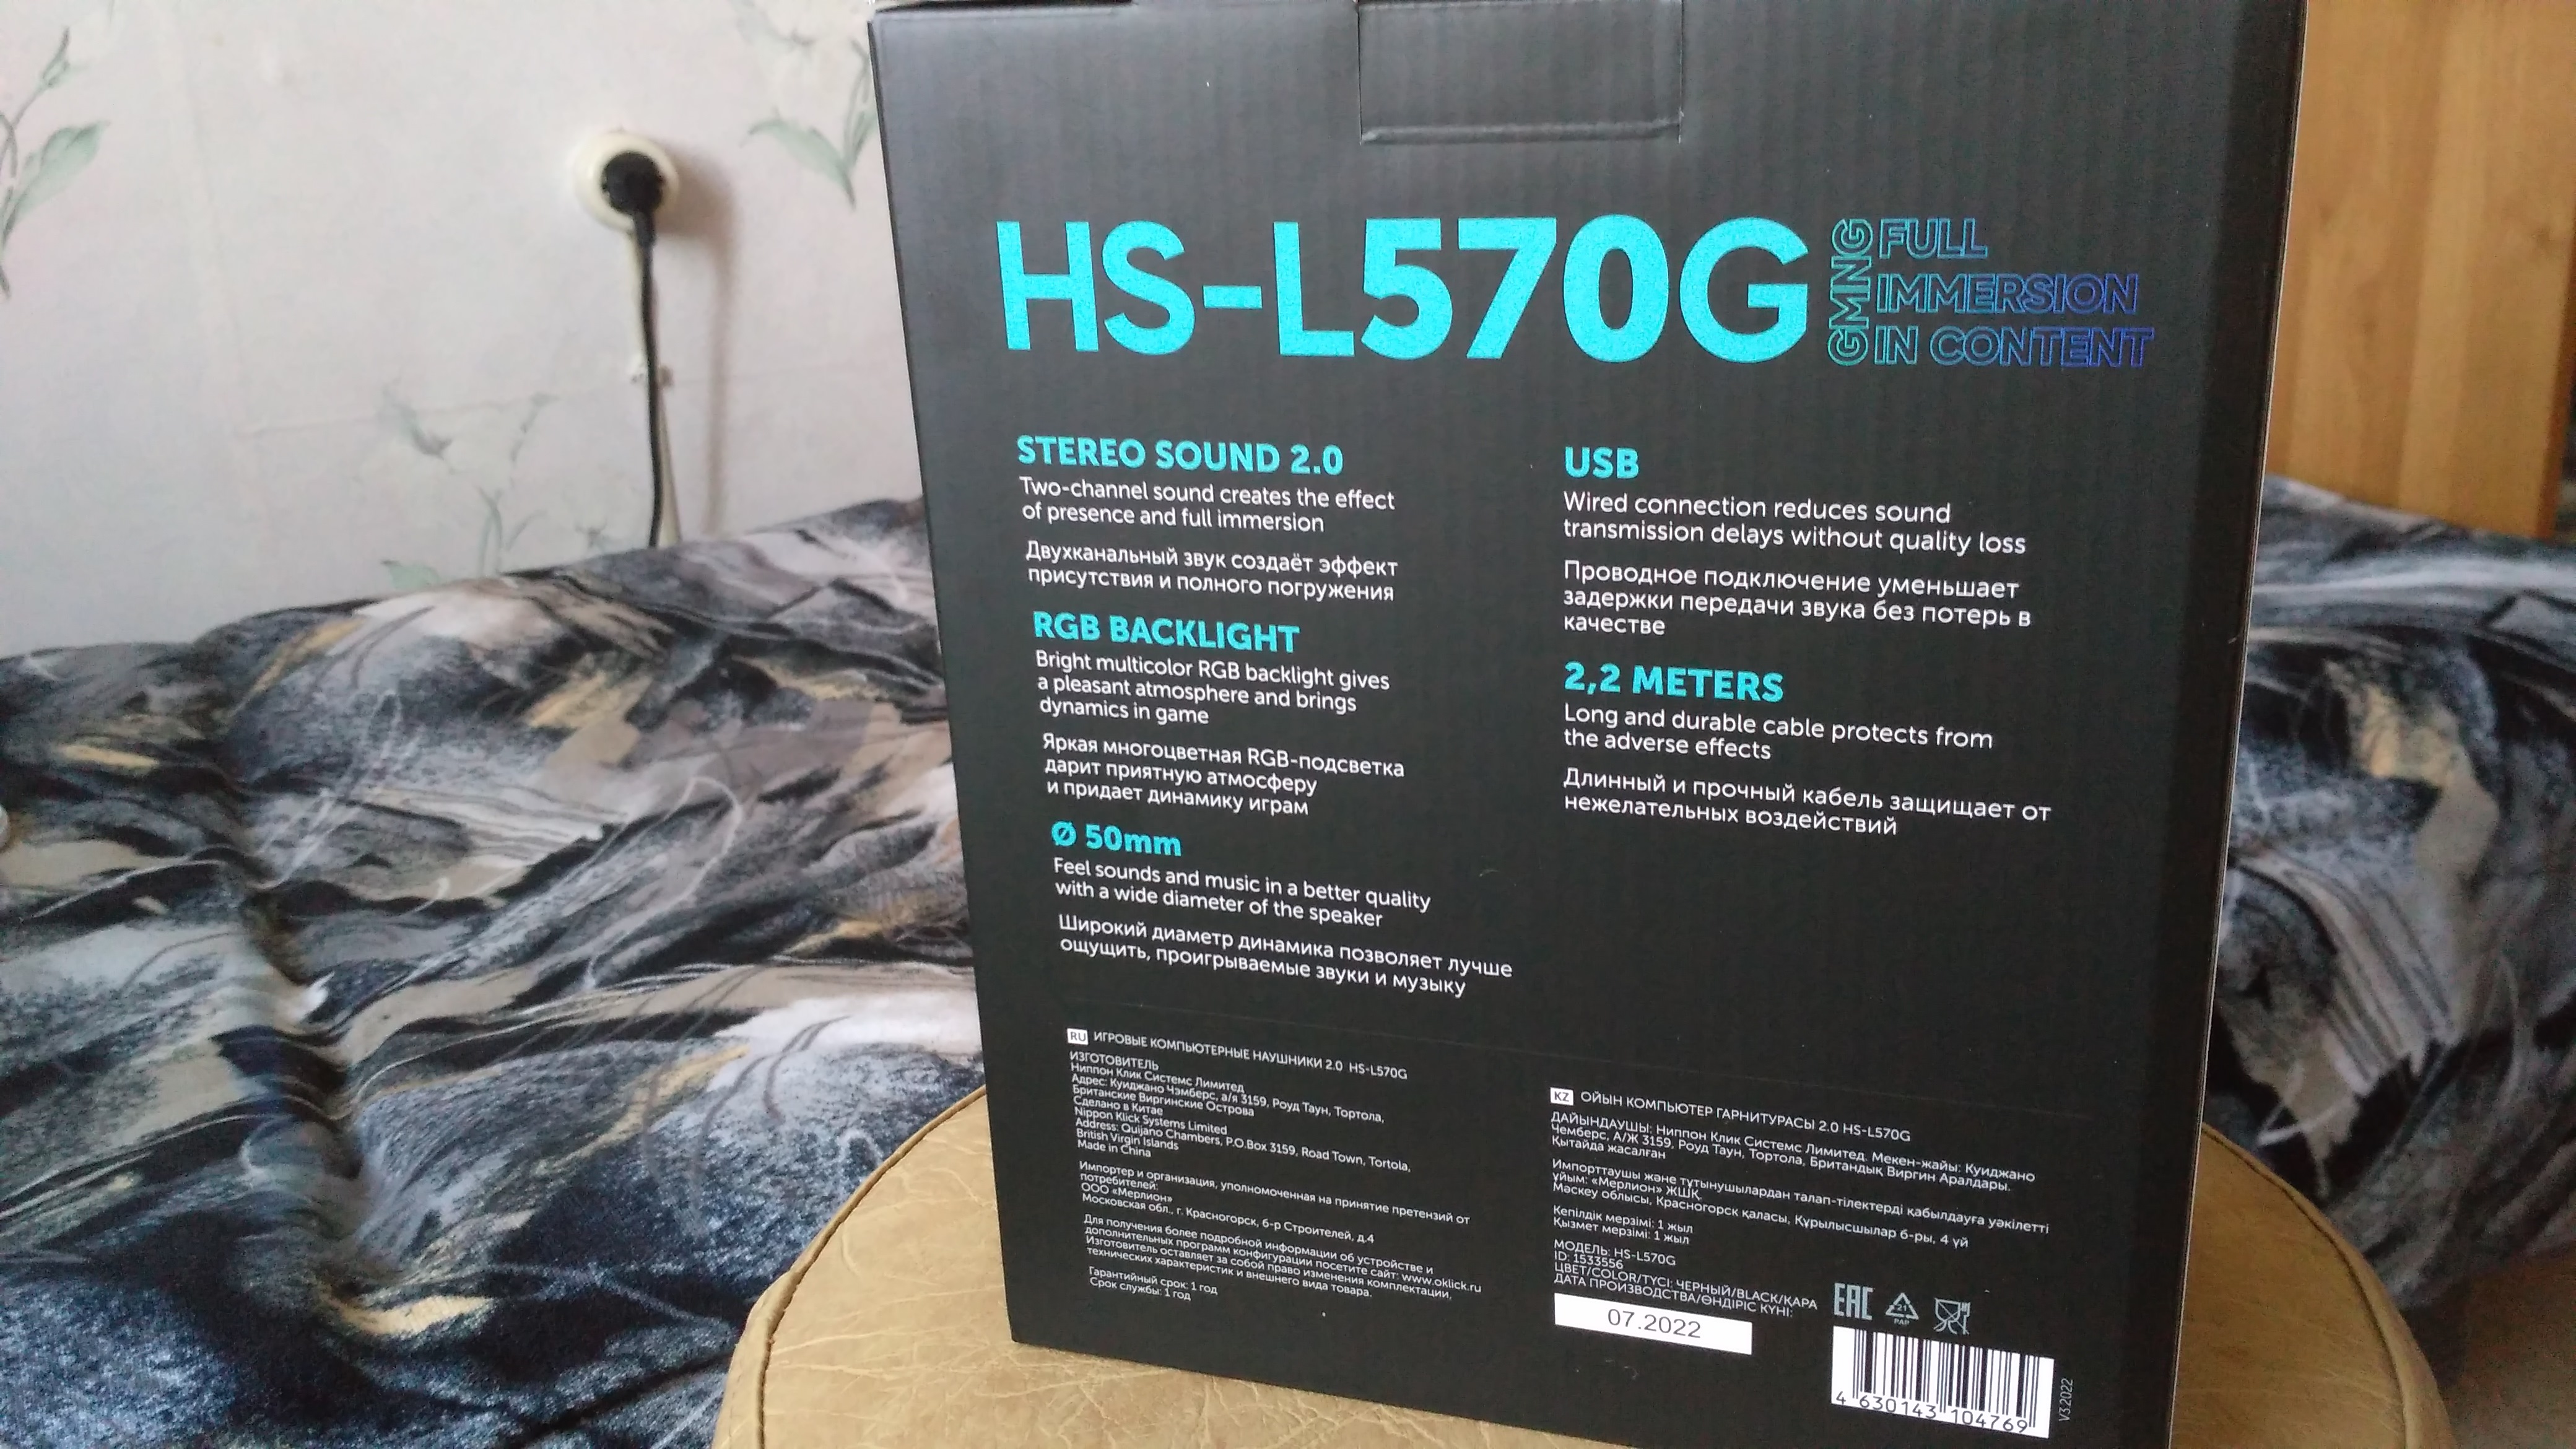 HS-L570G
GMNG
FULL
IMMERSION
IN CONTENT
STEREO SOUND 2.0
Two-channel sound creates the effect
of presence and full immersion
Двухканальный звук создаёт эффект
присутствия и полного погружения
RGB BACKLIGHT
Bright multicolor RGB backlight gives
a pleasant atmosphere and brings
dynamics in game
Яркая многоцветная RGB-подсветка
дарит приятную атмосферу
и придает динамику играм
Ø 50mm
Feel sounds and music in a better quality
with a wide diameter of the speaker
Широкий диаметр динамика позволяет лучше
ощущить, проигрываемые звуки и музыку
USB
Wired connection reduces sound
transmission delays without quality loss
Проводное подключение уменьшает
задержки передачи звука без потерь в
качестве
2,2 METERS
Long and durable cable protects from
the adverse effects
Длинный и прочный кабель защищает от
нежелательных воздействий
RU ИГРОВЫЕ КОМПЬЮТЕРНЫЕ НАУШНИКИ 2.0 HS-L570G
ИЗГОТОВИТЕЛЬ
Ниппон Клик Системс Лимитед
Адрес: Куиджано Чэмберс, а/я 3159, Роуд Таун, Тортола,
Британские Виргинские Острова
Сделано в Китае
Nippon Klick Systems Limited
Address: Quijano Chambers, P.O.Box 3159, Road Town, Tortola,
British Virgin Islands
Made in China
Импортер и организация, уполномоченная на принятие претензий от
потребителей:
ООО «Мерлион»
Московская обл., г. Красногорск, б-р Строителей, д.4
Для получения более подробной информации об устройстве и
дополнительных программ конфигурации посетите сайт: www.oklick.ru
Изготовитель оставляет за собой право изменения комплектации,
технических характеристик и внешнего вида товара.
Гарантийный срок: 1 год
Срок службы: 1 год
KZ ОЙЫН КОМПЬЮТЕР ГАРНИТУРАСЫ 2.0 HS-L570G
ДАЙЫНДАУШЫ: Ниппон Клик Системс Лимитед. Мекен-жайы: Куиджано
Чемберс, А/Ж 3159, Роуд Таун, Тортола, Британдық Виргин Аралдары.
Қытайда жасалған
Импорттаушы және тұтынушылардан талап-тілектерді қабылдауға уәкілетті
ұйым: «Мерлион» ЖШҚ
Мәскеу облысы, Красногорск қаласы, Құрылысшылар б-ры, 4 үй
Кепілдік мерзімі: 1 жыл
Қызмет мерзімі: 1 жыл
МОДЕЛЬ: HS-L570G
ID: 1533556
ЦВЕТ/COLOR/ТҮСІ: ЧЕРНЫЙ/BLACK/ҚАРА
ДАТА ПРОИЗВОДСТВА/ӨНДІРІС КҮНІ:
07.2022
EAC
21
PAP
4 630143 104769
V3.2022